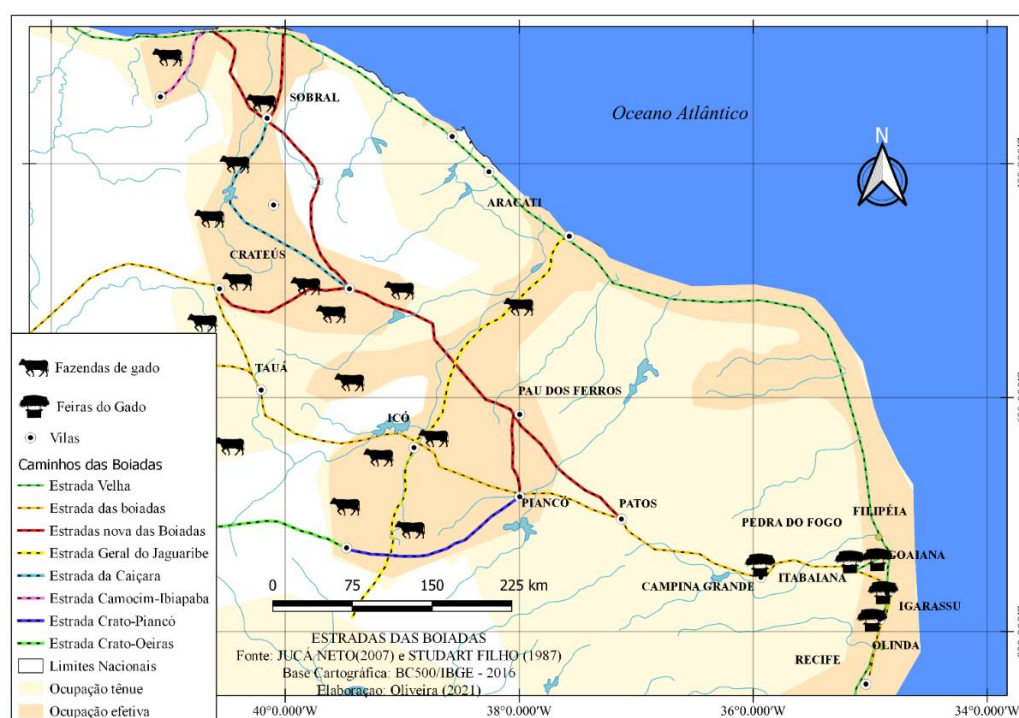 SOBRAL
Oceano Atlântico
N
ARACATI
CRATEÚS
TAUÁ
PAU DOS FERROS
ICÓ
PIANCÓ
PATOS
PEDRA DO FOGO
FILIPÉIA
GOAIANA
ITABAIANA
CAMPINA GRANDE
IGARASSU
OLINDA
RECIFE
Fazendas de gado
Feiras do Gado
Vilas
Caminhos das Boiadas
Estrada Velha
Estrada das boiadas
Estradas nova das Boiadas
Estrada Geral do Jaguaribe
Estrada da Caiçara
Estrada Camocim-Ibiapaba
Estrada Crato-Piancó
Estrada Crato-Oeiras
Limites Nacionais
Ocupação tênue
Ocupação efetiva
0 75 150 225 km
ESTRADAS DAS BOIADAS
Fonte: JUCÁ NETO(2007) e STUDART FILHO (1987)
Base Cartográfica: BC500/IBGE - 2016
Elaboraçao: Oliveira (2021)
40°0.000'W 38°0.000'W 36°0.000'W 34°0.000'W